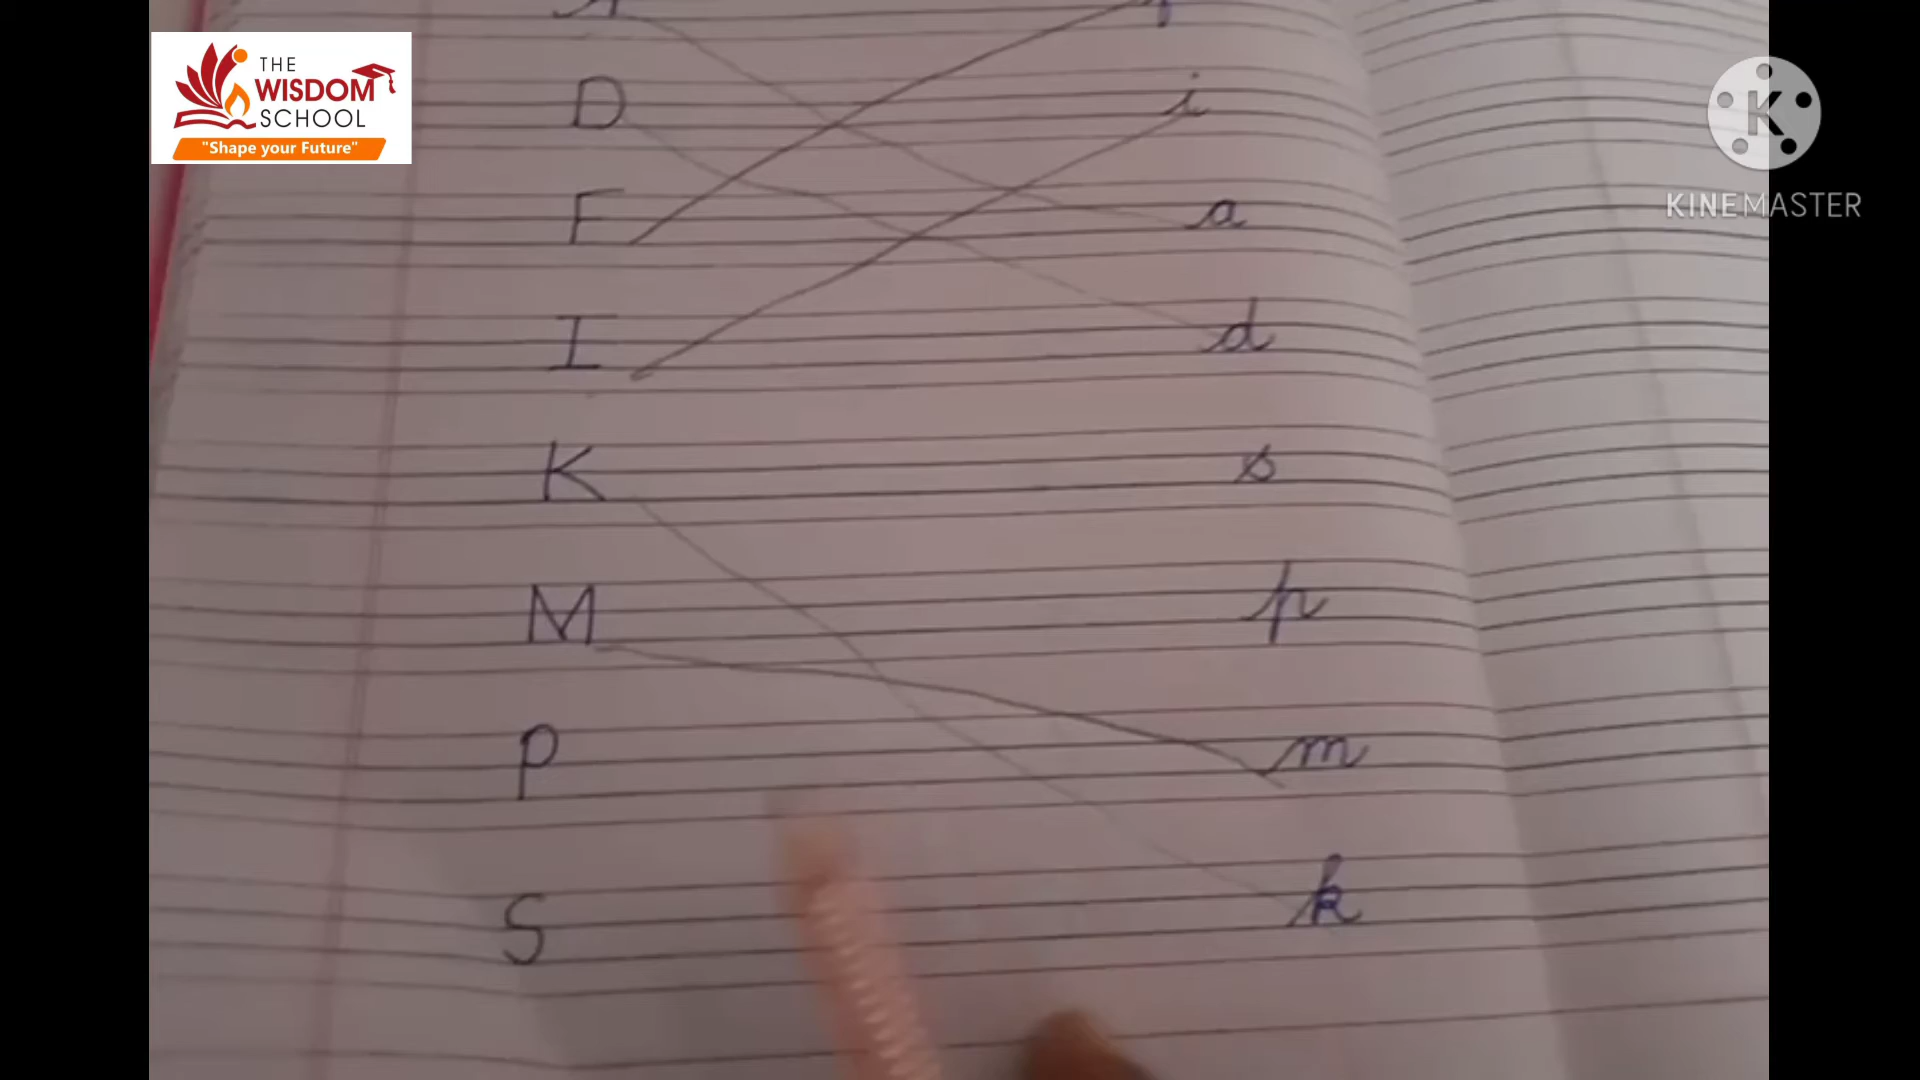 THE
WISDOM
SCHOOL
"Shape your Future"
K
KINEMASTER
A f
D i
F a
I d
K s
M p
P m
S k